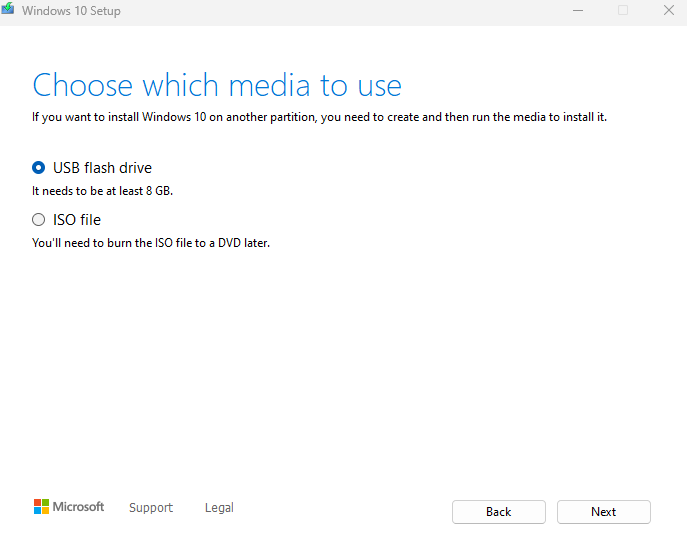 Windows 10 Setup
Choose which media to use
If you want to install Windows 10 on another partition, you need to create and then run the media to install it.
USB flash drive
It needs to be at least 8 GB.
ISO file
You'll need to burn the ISO file to a DVD later.
Microsoft Support Legal
Back Next